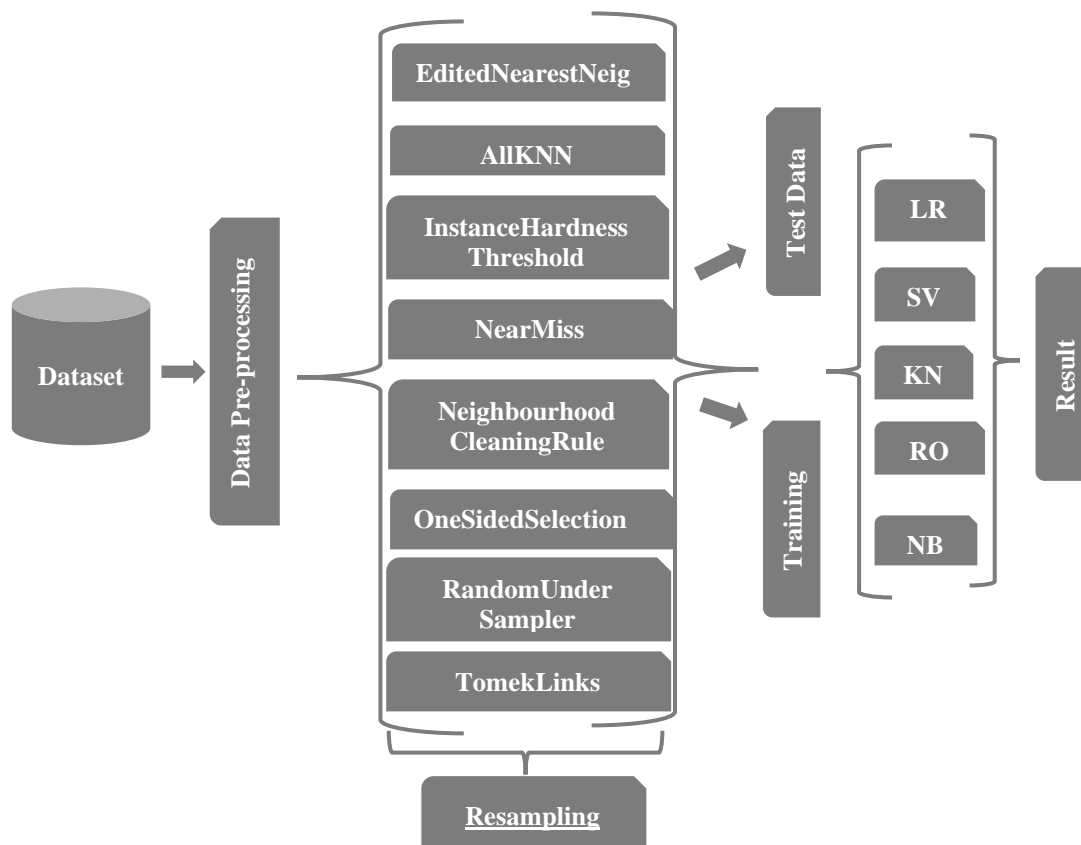 Dataset
Data Pre-processing
EditedNearestNeig
AllKNN
InstanceHardness
Threshold
NearMiss
Neighbourhood
CleaningRule
OneSidedSelection
RandomUnder
Sampler
TomekLinks
Resampling
Test Data
Training
LR
SV
KN
RO
NB
Result